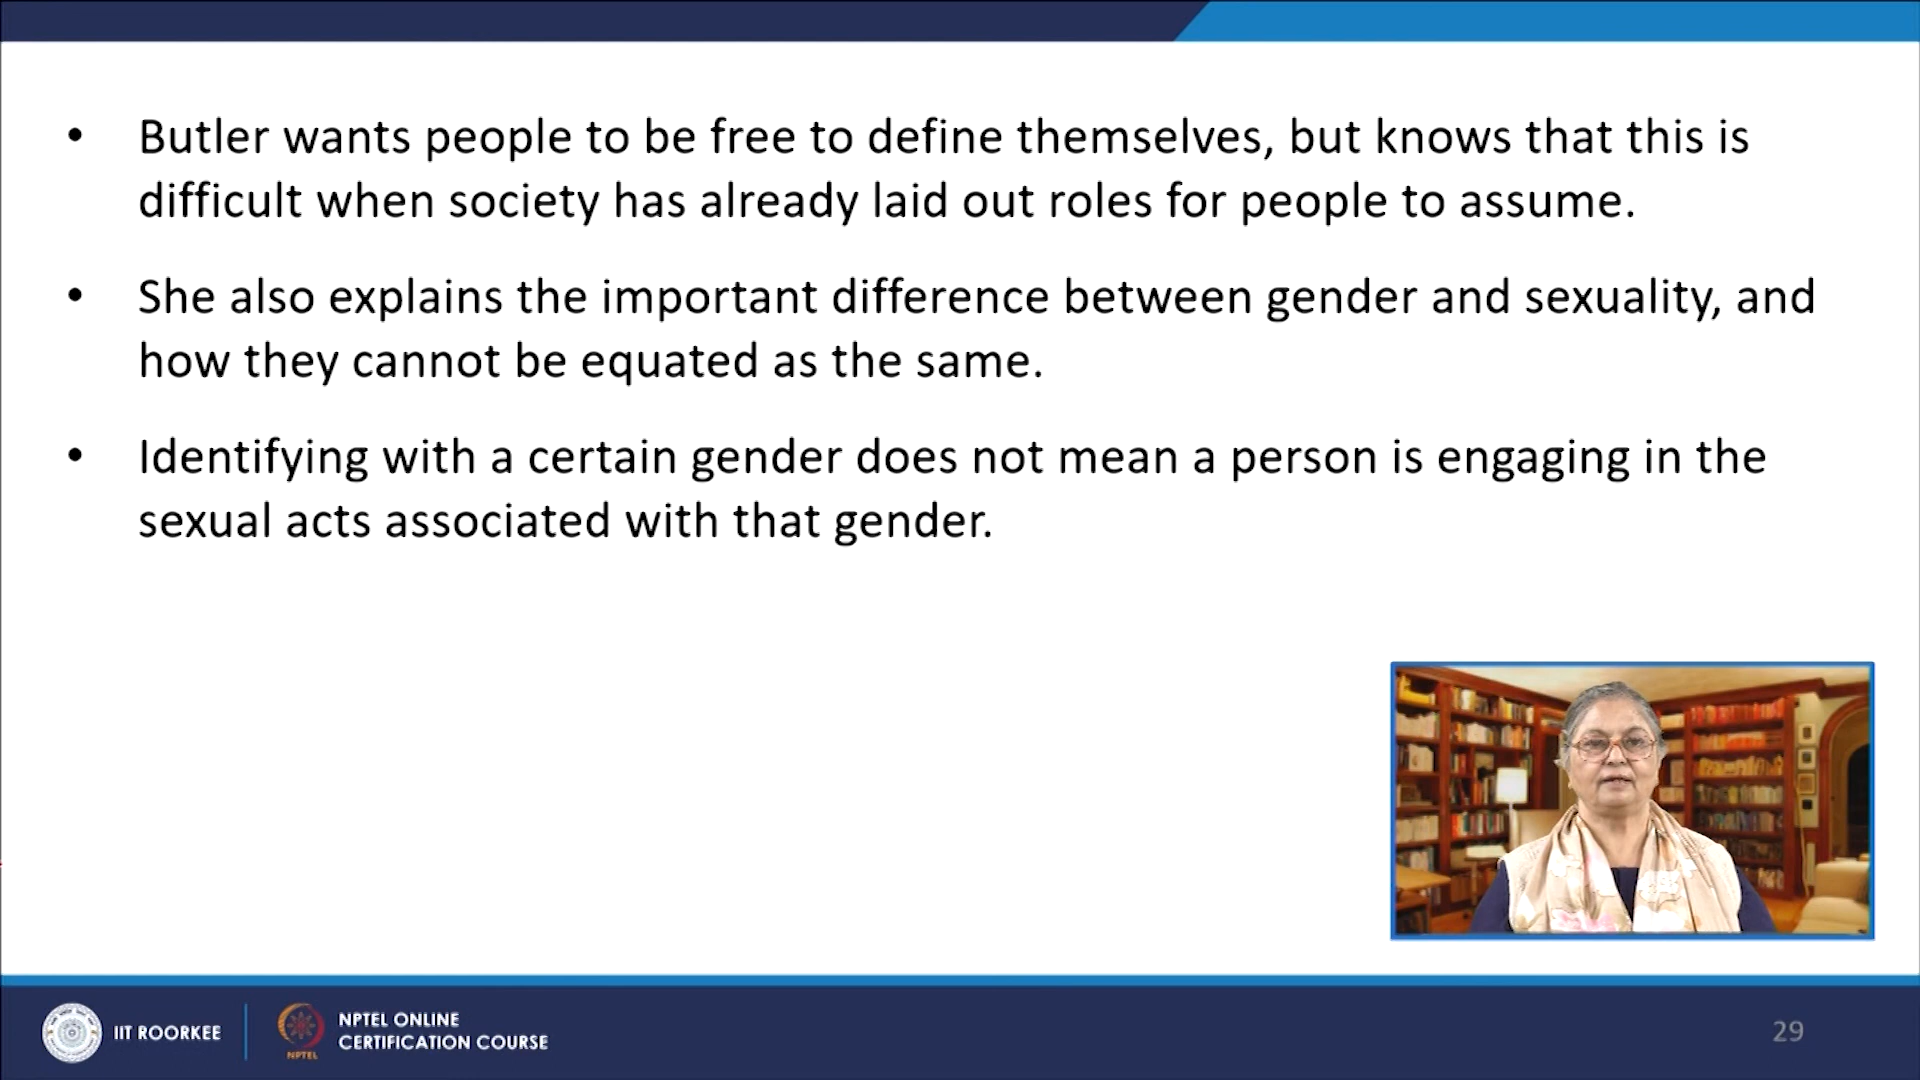 • Butler wants people to be free to define themselves, but knows that this is
difficult when society has already laid out roles for people to assume.
• She also explains the important difference between gender and sexuality, and
how they cannot be equated as the same.
• Identifying with a certain gender does not mean a person is engaging in the
sexual acts associated with that gender.
IIT ROORKEE
NPTEL
NPTEL ONLINE
CERTIFICATION COURSE
29